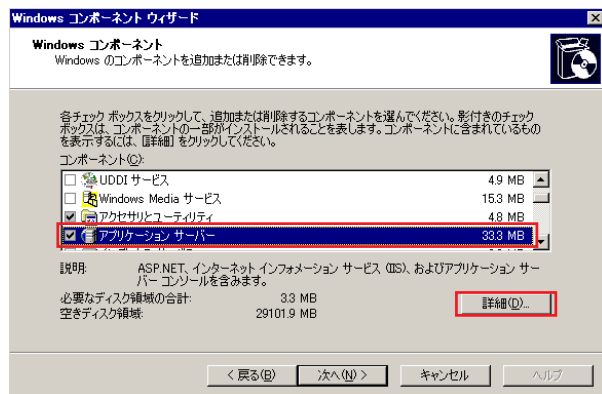 Windows コンポーネント ウィザード
Windows コンポーネント
Windows のコンポーネントを追加または削除できます。
各チェック ボックスをクリックして、追加または削除するコンポーネントを選んでください。影付きのチェック
ボックスは、コンポーネントの一部がインストールされることを表します。コンポーネントに含まれているもの
を表示するには、[詳細] をクリックしてください。
コンポーネント(C):
UDDI サービス 4.9 MB
Windows Media サービス 15.3 MB
アクセサリとユーティリティ 4.8 MB
アプリケーション サーバー 33.3 MB
説明: ASP.NET、インターネット インフォメーション サービス (IIS)、およびアプリケーション サー
バー コンソールを含みます。
必要なディスク領域の合計: 3.3 MB
空きディスク領域: 29101.9 MB
詳細(D)...
< 戻る(B) 次へ(N) > キャンセル ヘルプ